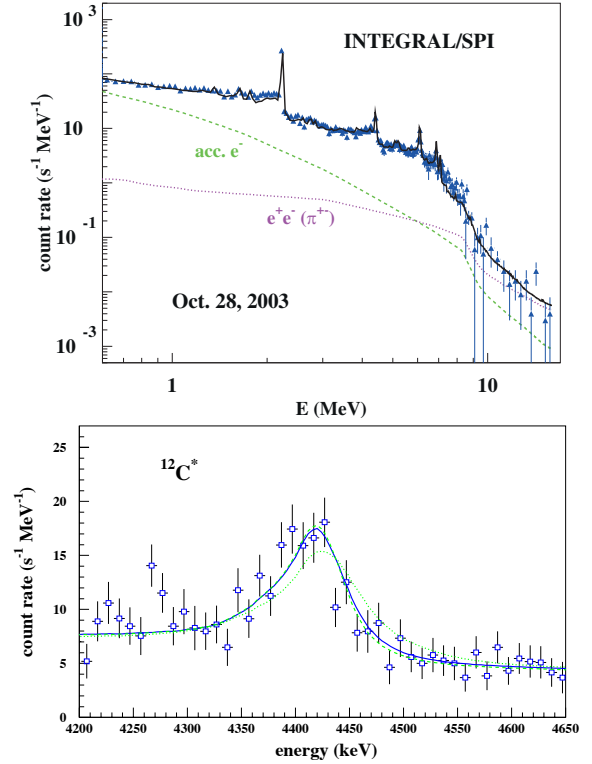 count rate (s⁻¹ MeV⁻¹)
10³
10
10⁻¹
10⁻³
INTEGRAL/SPI
acc. e⁻
e⁺e⁻ (π⁺⁻)
Oct. 28, 2003
1
10
E (MeV)
count rate (s⁻¹ MeV⁻¹)
25
20
15
10
5
0
¹²C*
4200
4250
4300
4350
4400
4450
4500
4550
4600
4650
energy (keV)